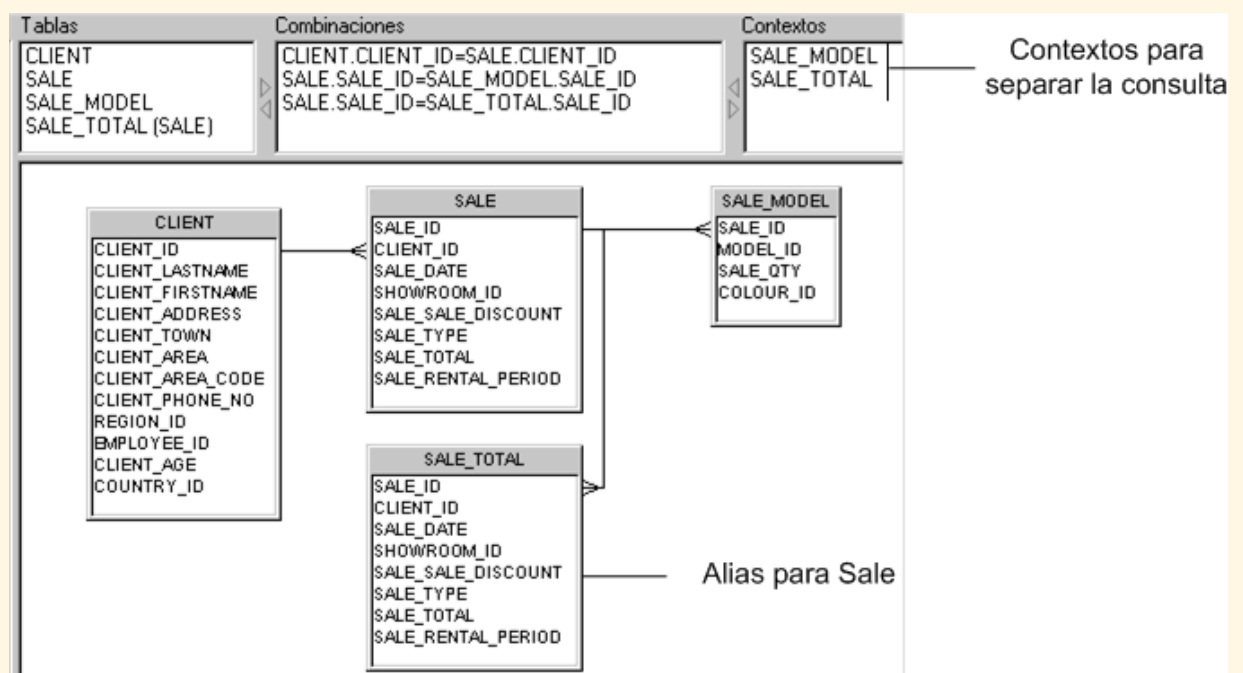 Tablas
CLIENT
SALE
SALE_MODEL
SALE_TOTAL (SALE)
Combinaciones
CLIENT.CLIENT_ID=SALE.CLIENT_ID
SALE.SALE_ID=SALE_MODEL.SALE_ID
SALE.SALE_ID=SALE_TOTAL.SALE_ID
Contextos
SALE_MODEL
SALE_TOTAL
Contextos para
separar la consulta
CLIENT
CLIENT_ID
CLIENT_LASTNAME
CLIENT_FIRSTNAME
CLIENT_ADDRESS
CLIENT_TOWN
CLIENT_AREA
CLIENT_AREA_CODE
CLIENT_PHONE_NO
REGION_ID
EMPLOYEE_ID
CLIENT_AGE
COUNTRY_ID
SALE
SALE_ID
CLIENT_ID
SALE_DATE
SHOWROOM_ID
SALE_SALE_DISCOUNT
SALE_TYPE
SALE_TOTAL
SALE_RENTAL_PERIOD
SALE_MODEL
SALE_ID
MODEL_ID
SALE_QTY
COLOUR_ID
SALE_TOTAL
SALE_ID
CLIENT_ID
SALE_DATE
SHOWROOM_ID
SALE_SALE_DISCOUNT
SALE_TYPE
SALE_TOTAL
SALE_RENTAL_PERIOD
Alias para Sale